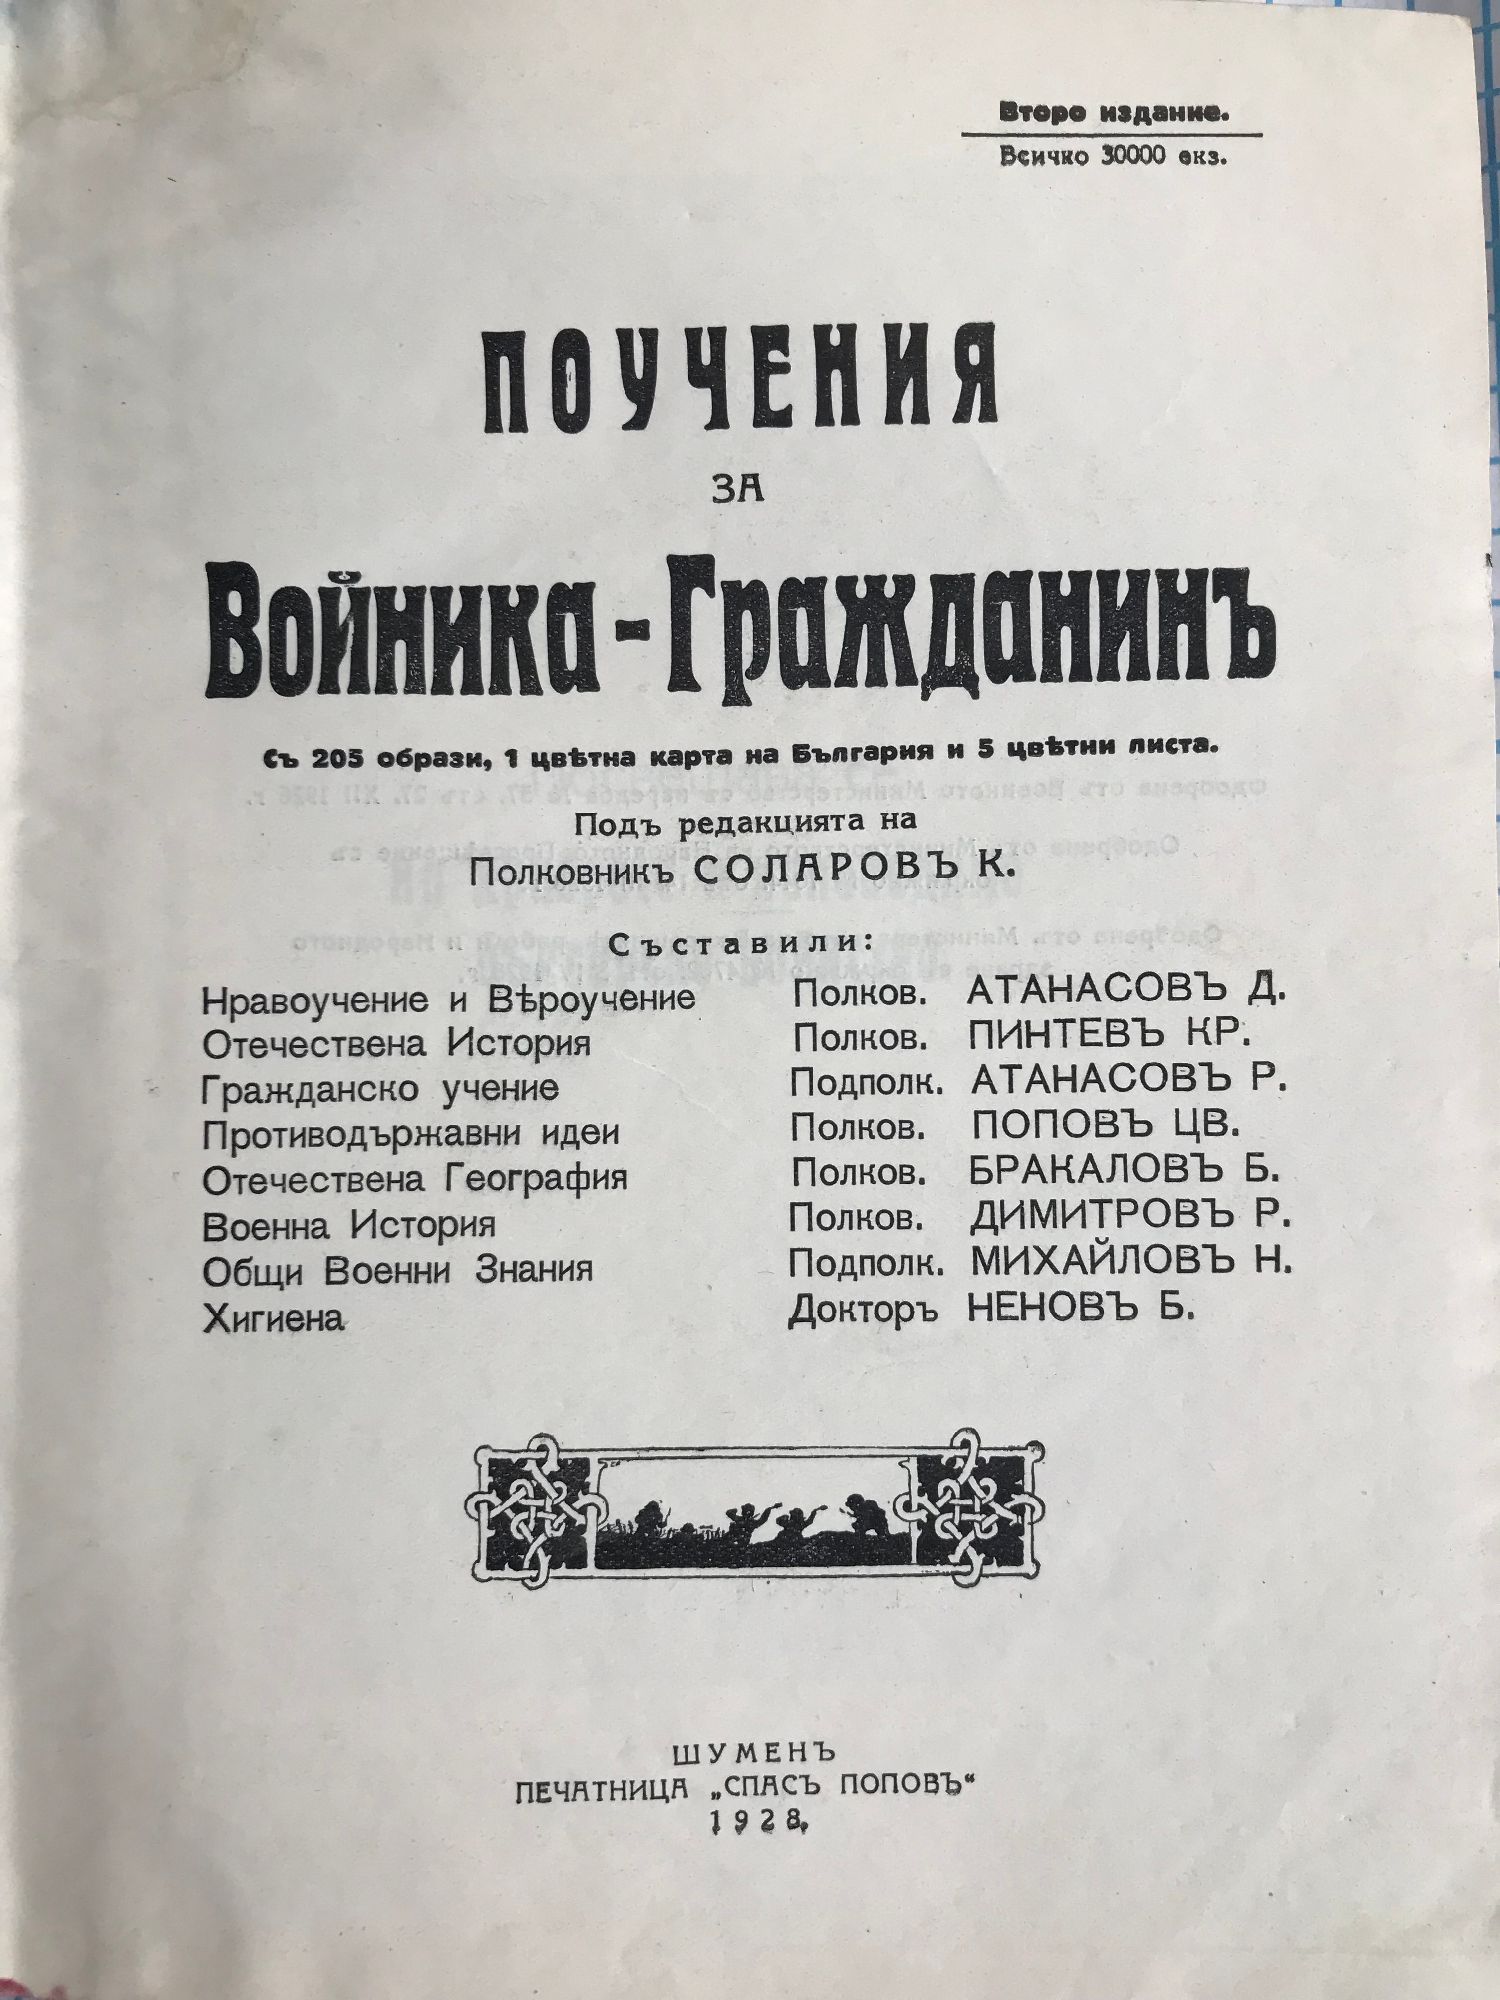 Второ издание.
Всичко 30000 екз.
ПОУЧЕНИЯ
ЗА
Войника-Гражданинъ
Съ 205 образи, 1 цвѣтна карта на България и 5 цвѣтни листа.
Подъ редакцията на
Полковникъ СОЛАРОВЪ К.
Съставили:
Нравоучение и Вѣроучение Полков. АТАНАСОВЪ Д.
Отечествена История Полков. ПИНТЕВЪ КР.
Гражданско учение Подполк. АТАНАСОВЪ Р.
Противодържавни идеи Полков. ПОПОВЪ ЦВ.
Отечествена География Полков. БРАКАЛОВЪ Б.
Военна История Полков. ДИМИТРОВЪ Р.
Общи Военни Знания Подполк. МИХАЙЛОВЪ Н.
Хигиена Докторъ НЕНОВЪ Б.
ШУМЕНЪ
ПЕЧАТНИЦА „СПАСЪ ПОПОВЪ“
1928.